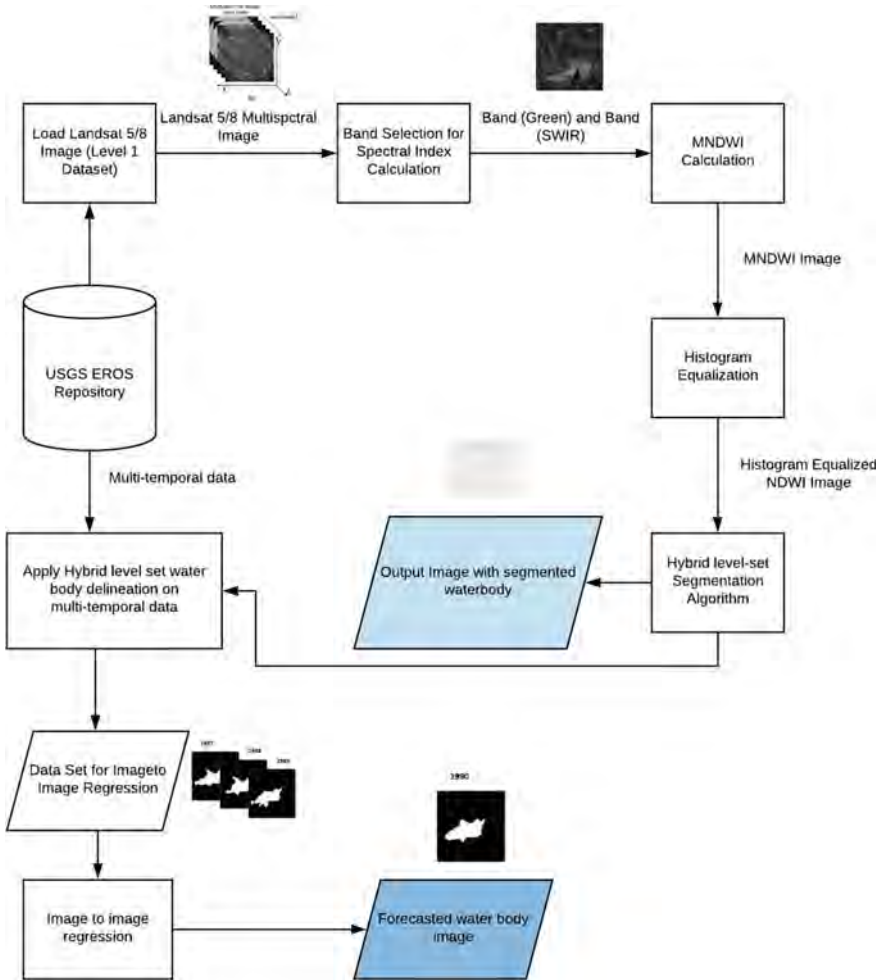 Load Landsat 5/8
Image (Level 1
Dataset)
Landsat 5/8 Multispctral
Image
Band Selection for
Spectral Index
Calculation
Band (Green) and Band
(SWIR)
MNDWI
Calculation
MNDWI Image
Histogram
Equalization
Histogram Equalized
NDWI Image
Hybrid level-set
Segmentation
Algorithm
Output Image with segmented
waterbody
USGS EROS
Repository
Multi-temporal data
Apply Hybrid level set water
body delineation on
multi-temporal data
Data Set for Imageto
Image Regression
1990
Image to image
regression
Forecasted water body
image